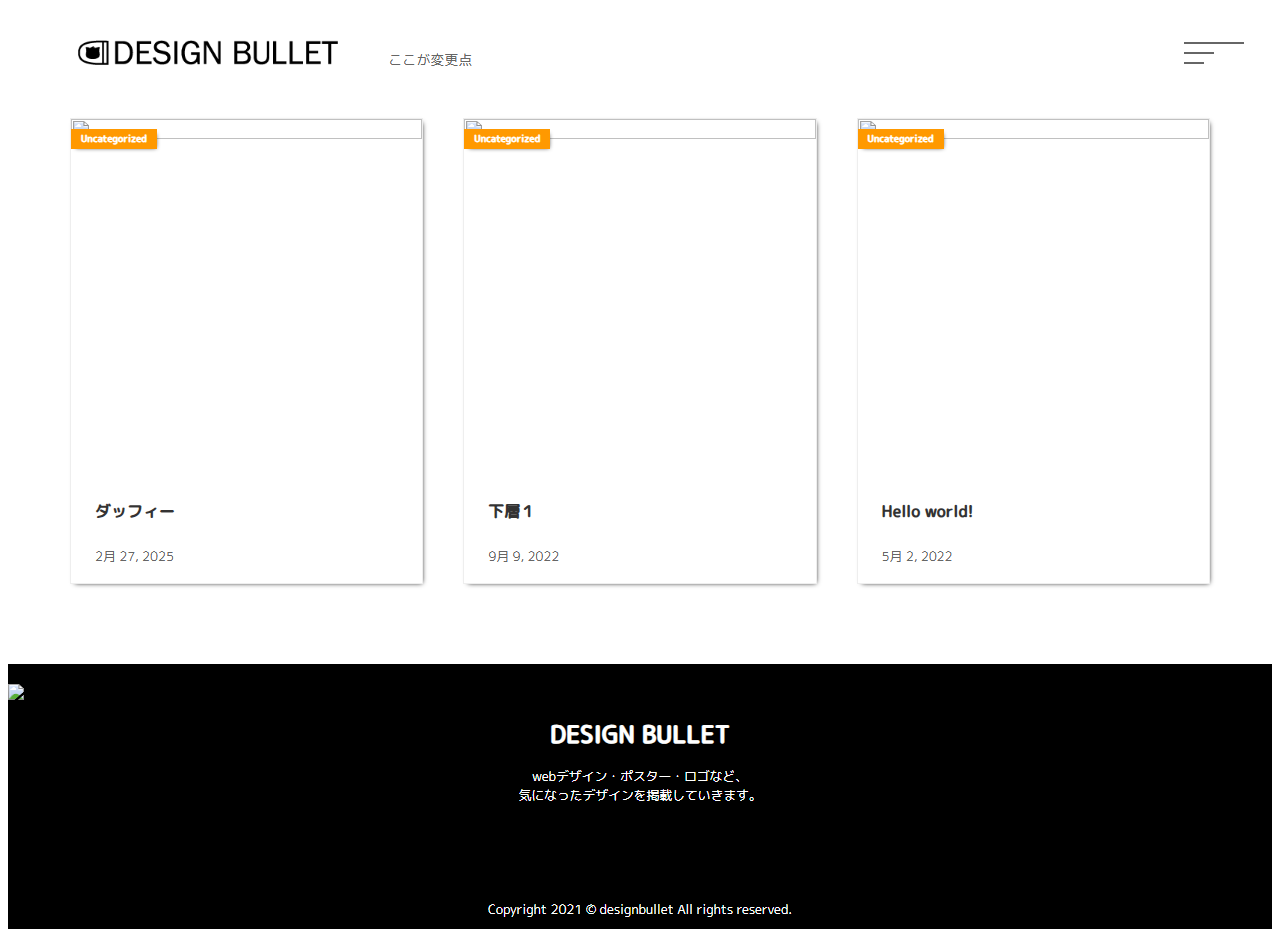 DESIGN BULLET
ここが変更点
Uncategorized
Uncategorized
Uncategorized
ダッフィー
2月 27, 2025
下層１
9月 9, 2022
Hello world!
5月 2, 2022
DESIGN BULLET
webデザイン・ポスター・ロゴなど、
気になったデザインを掲載していきます。
Copyright 2021 © designbullet All rights reserved.